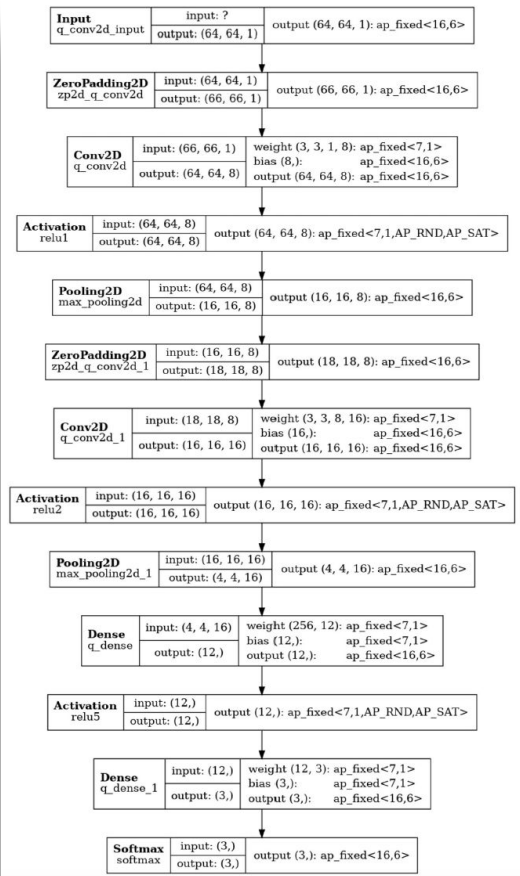 Input
q_conv2d_input
input: ?
output: (64, 64, 1)
output (64, 64, 1): ap_fixed<16,6>
ZeroPadding2D
zp2d_q_conv2d
input: (64, 64, 1)
output: (66, 66, 1)
output (66, 66, 1): ap_fixed<16,6>
Conv2D
q_conv2d
input: (66, 66, 1)
output: (64, 64, 8)
weight (3, 3, 1, 8): ap_fixed<7,1>
bias (8,): ap_fixed<16,6>
output (64, 64, 8): ap_fixed<16,6>
Activation
relu1
input: (64, 64, 8)
output: (64, 64, 8)
output (64, 64, 8): ap_fixed<7,1,AP_RND,AP_SAT>
Pooling2D
max_pooling2d
input: (64, 64, 8)
output: (16, 16, 8)
output (16, 16, 8): ap_fixed<16,6>
ZeroPadding2D
zp2d_q_conv2d_1
input: (16, 16, 8)
output: (18, 18, 8)
output (18, 18, 8): ap_fixed<16,6>
Conv2D
q_conv2d_1
input: (18, 18, 8)
output: (16, 16, 16)
weight (3, 3, 8, 16): ap_fixed<7,1>
bias (16,): ap_fixed<16,6>
output (16, 16, 16): ap_fixed<16,6>
Activation
relu2
input: (16, 16, 16)
output: (16, 16, 16)
output (16, 16, 16): ap_fixed<7,1,AP_RND,AP_SAT>
Pooling2D
max_pooling2d_1
input: (16, 16, 16)
output: (4, 4, 16)
output (4, 4, 16): ap_fixed<16,6>
Dense
q_dense
input: (4, 4, 16)
output: (12,)
weight (256, 12): ap_fixed<7,1>
bias (12,): ap_fixed<7,1>
output (12,): ap_fixed<16,6>
Activation
relu5
input: (12,)
output: (12,)
output (12,): ap_fixed<7,1,AP_RND,AP_SAT>
Dense
q_dense_1
input: (12,)
output: (3,)
weight (12, 3): ap_fixed<7,1>
bias (3,): ap_fixed<7,1>
output (3,): ap_fixed<16,6>
Softmax
softmax
input: (3,)
output: (3,)
output (3,): ap_fixed<16,6>